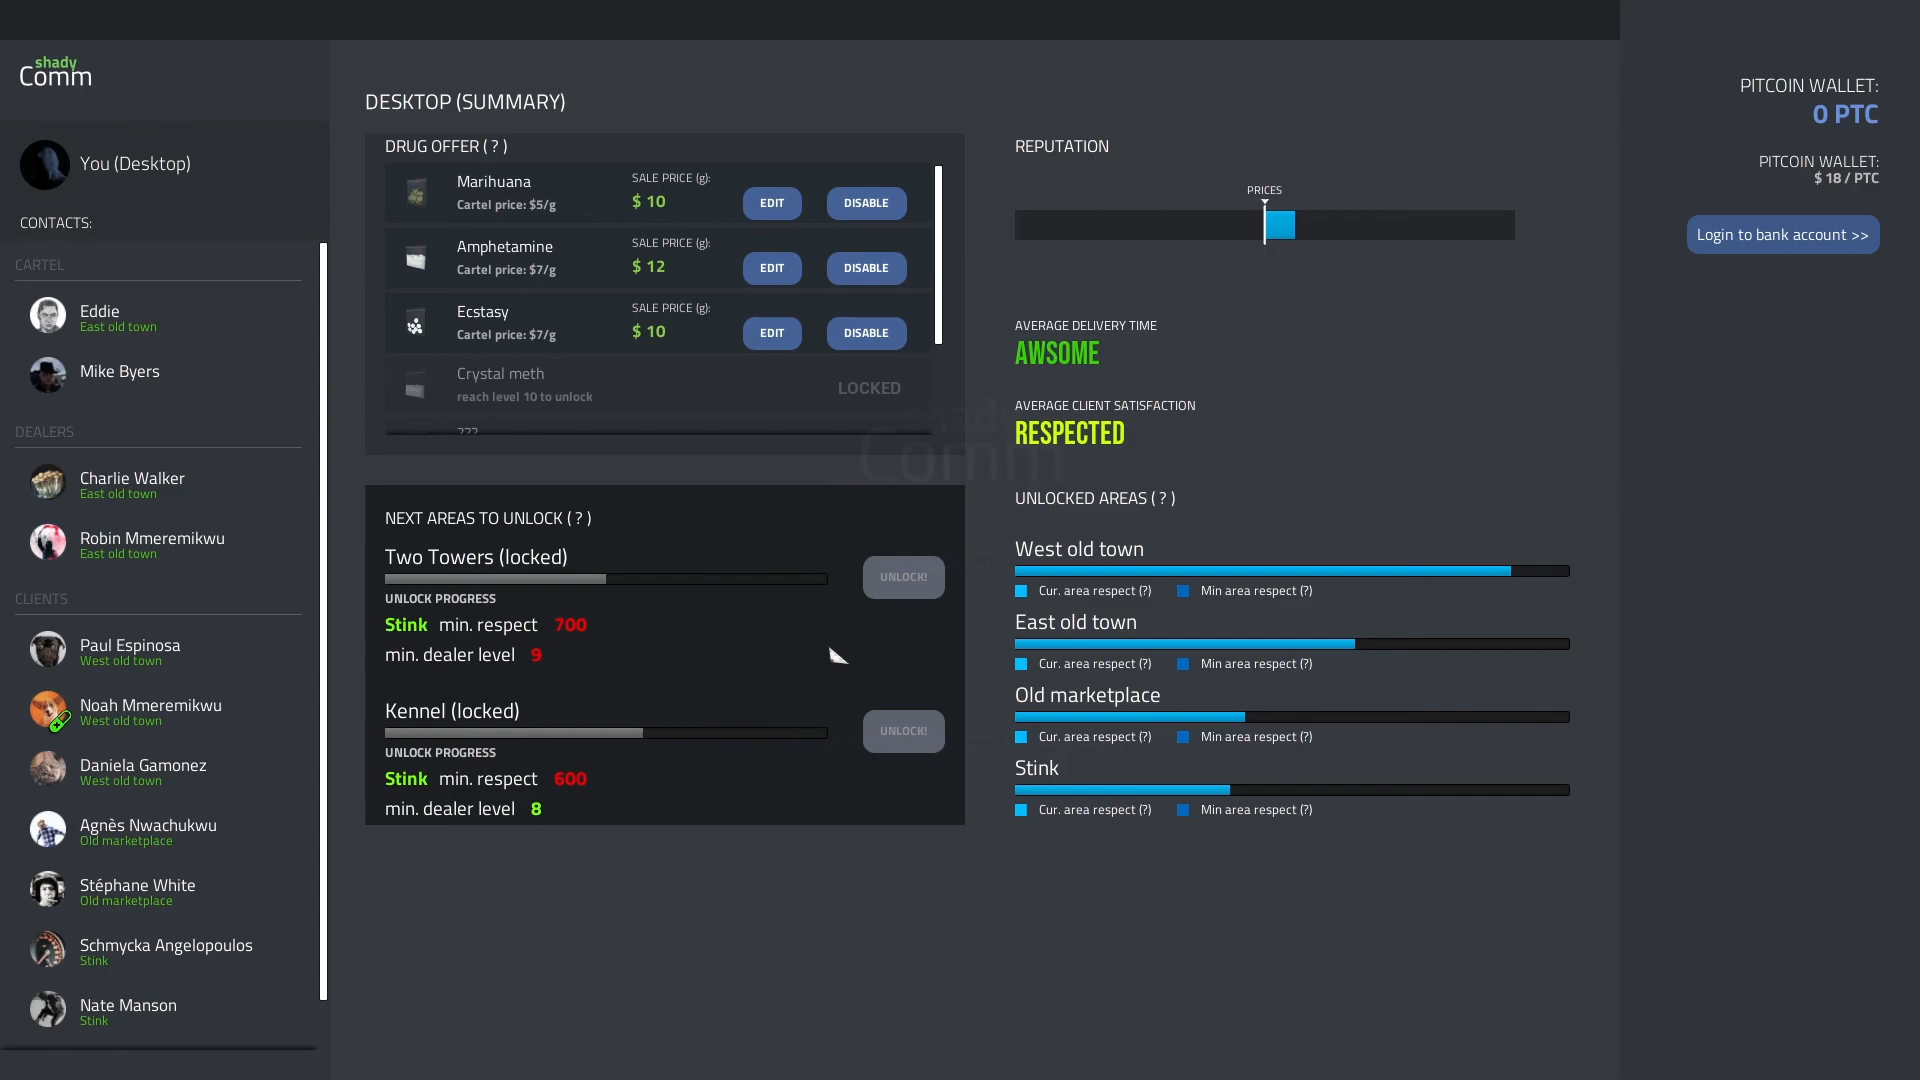 shady
Comm
You (Desktop)
CONTACTS:
CARTEL
Eddie
East old town
Mike Byers
DEALERS
Charlie Walker
East old town
Robin Mmeremikwu
East old town
CLIENTS
Paul Espinosa
West old town
Noah Mmeremikwu
West old town
Daniela Gamonez
West old town
Agnès Nwachukwu
Old marketplace
Stéphane White
Old marketplace
Schmycka Angelopoulos
Stink
Nate Manson
Stink
DESKTOP (SUMMARY)
DRUG OFFER ( ? )
Marihuana
Cartel price: $5/g
SALE PRICE (g):
$ 10
EDIT
DISABLE
Amphetamine
Cartel price: $7/g
SALE PRICE (g):
$ 12
EDIT
DISABLE
Ecstasy
Cartel price: $7/g
SALE PRICE (g):
$ 10
EDIT
DISABLE
Crystal meth
reach level 10 to unlock
LOCKED
???
shady
Comm
NEXT AREAS TO UNLOCK ( ? )
Two Towers (locked)
UNLOCK!
UNLOCK PROGRESS
Stink min. respect 700
min. dealer level 9
Kennel (locked)
UNLOCK!
UNLOCK PROGRESS
Stink min. respect 600
min. dealer level 8
REPUTATION
PRICES
AVERAGE DELIVERY TIME
AWSOME
AVERAGE CLIENT SATISFACTION
RESPECTED
UNLOCKED AREAS ( ? )
West old town
Cur. area respect (?) Min area respect (?)
East old town
Cur. area respect (?) Min area respect (?)
Old marketplace
Cur. area respect (?) Min area respect (?)
Stink
Cur. area respect (?) Min area respect (?)
PITCOIN WALLET:
0 PTC
PITCOIN WALLET:
$ 18 / PTC
Login to bank account >>